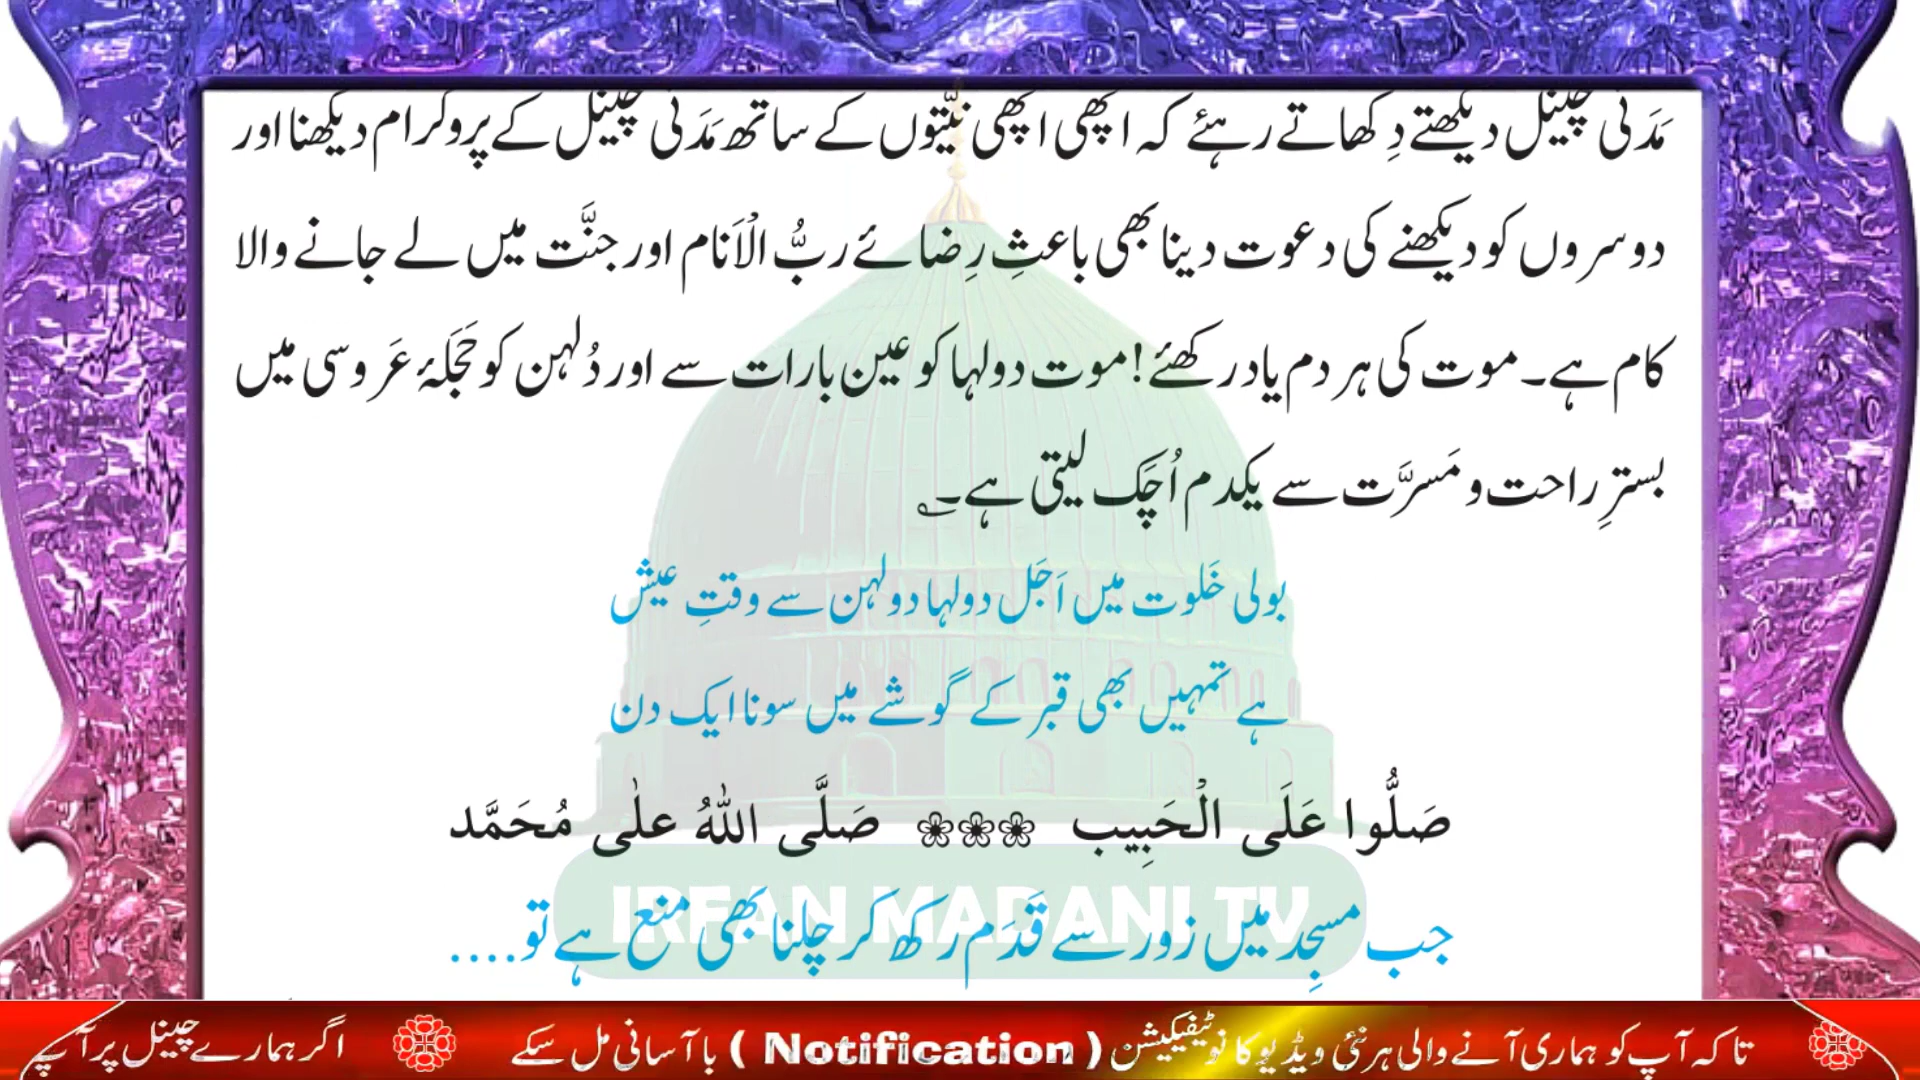 مَدَنی چینل دیکھتے دِکھاتے رہئے کہ اچھی اچھی نیّتوں کے ساتھ مَدَنی چینل کے پروگرام دیکھنا اور
دوسروں کو دیکھنے کی دعوت دینا بھی باعثِ رِضائے ربُّ الْاَنام اور جنَّت میں لے جانے والا
کام ہے۔ موت کی ہر دم یاد رکھئے! موت دولہا کو عین بارات سے اور دُلہن کو حَجَلۂ عَروسی میں
بسترِ راحت و مَسرَّت سے یکدم اُچَک لیتی ہے۔
بولی خَلوت میں اَجَل دولہا دولہن سے وقتِ عیش
ہے تمہیں بھی قبر کے گوشے میں سونا ایک دن
صَلُّوا عَلَی الْحَبِیب ❀❀❀ صَلَّی اللّٰہُ علٰی مُحَمَّد
IRFAN MADANI TV
جب مسجِد میں زور سے قَدَم رکھ کر چلنا بھی منع ہے تو....
تاکہ آپ کو ہماری آنے والی ہر نئی ویڈیو کا نوٹیفیکیشن (Notification) باآسانی مل سکے اگر ہمارے چینل پر آپ